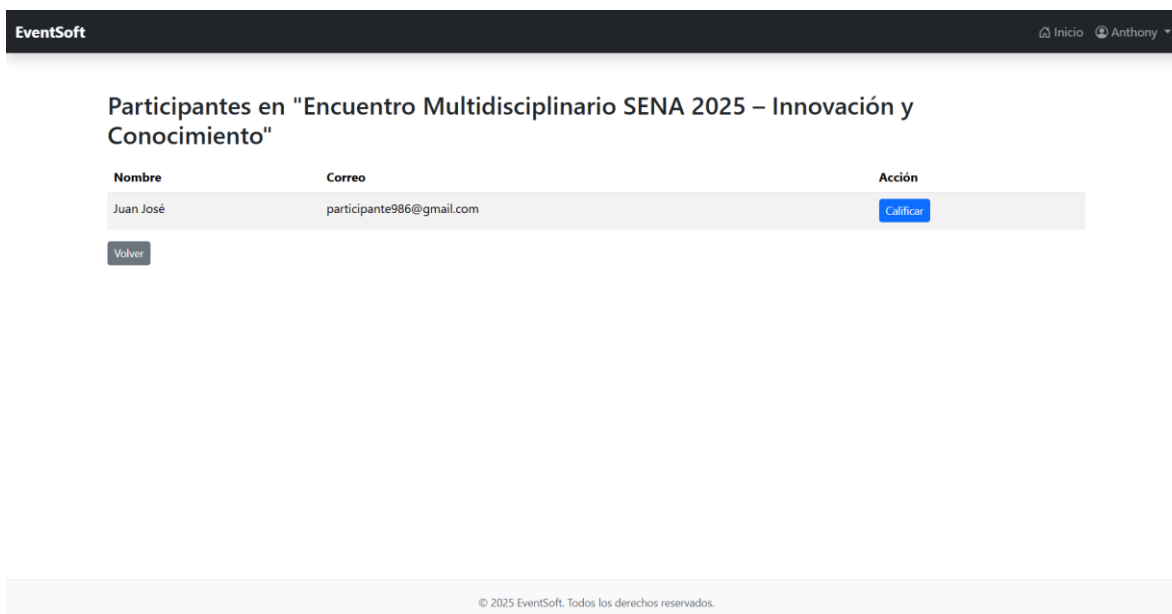 EventSoft
Inicio
Anthony
Participantes en "Encuentro Multidisciplinario SENA 2025 – Innovación y
Conocimiento"
Nombre Correo Acción
Juan José participante986@gmail.com Calificar
Volver
© 2025 EventSoft. Todos los derechos reservados.